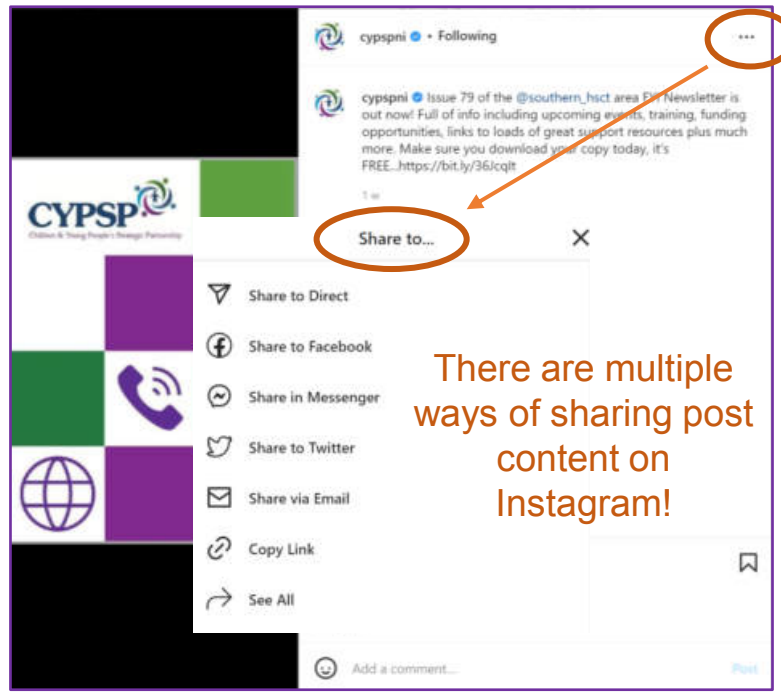 cypspni • Following
...
cypspni Issue 79 of the @southern_hsct area FYI Newsletter is
out now! Full of info including upcoming events, training, funding
opportunities, links to loads of great support resources plus much
more. Make sure you download your copy today, it's
FREE...https://bit.ly/36Jcqlt
1 w
CYPSP
Children & Young People's Strategic Partnership
Share to...
Share to Direct
Share to Facebook
Share in Messenger
Share to Twitter
Share via Email
Copy Link
See All
There are multiple
ways of sharing post
content on
Instagram!
Add a comment...
Post